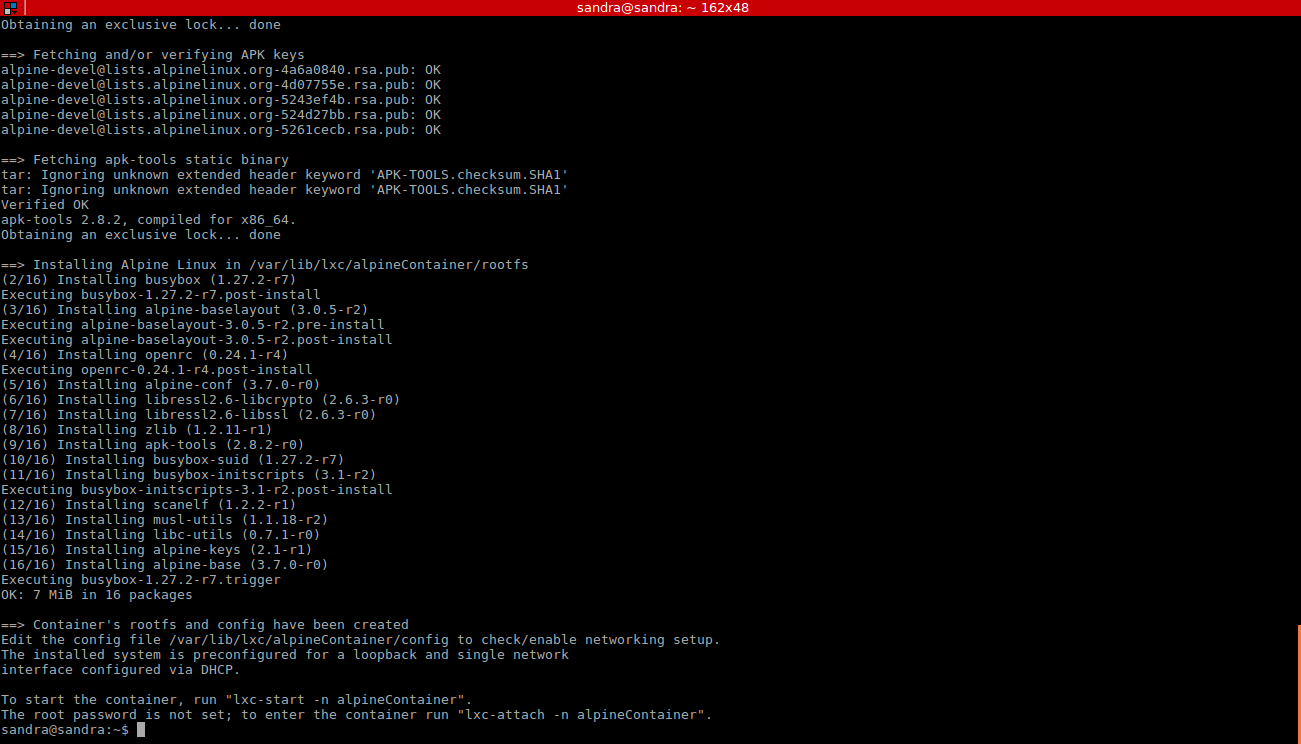 sandra@sandra: ~ 162x48
Obtaining an exclusive lock... done
==> Fetching and/or verifying APK keys
alpine-devel@lists.alpinelinux.org-4a6a0840.rsa.pub: OK
alpine-devel@lists.alpinelinux.org-4d07755e.rsa.pub: OK
alpine-devel@lists.alpinelinux.org-5243ef4b.rsa.pub: OK
alpine-devel@lists.alpinelinux.org-524d27bb.rsa.pub: OK
alpine-devel@lists.alpinelinux.org-5261cecb.rsa.pub: OK
==> Fetching apk-tools static binary
tar: Ignoring unknown extended header keyword 'APK-TOOLS.checksum.SHA1'
tar: Ignoring unknown extended header keyword 'APK-TOOLS.checksum.SHA1'
Verified OK
apk-tools 2.8.2, compiled for x86_64.
Obtaining an exclusive lock... done
==> Installing Alpine Linux in /var/lib/lxc/alpineContainer/rootfs
(2/16) Installing busybox (1.27.2-r7)
Executing busybox-1.27.2-r7.post-install
(3/16) Installing alpine-baselayout (3.0.5-r2)
Executing alpine-baselayout-3.0.5-r2.pre-install
Executing alpine-baselayout-3.0.5-r2.post-install
(4/16) Installing openrc (0.24.1-r4)
Executing openrc-0.24.1-r4.post-install
(5/16) Installing alpine-conf (3.7.0-r0)
(6/16) Installing libressl2.6-libcrypto (2.6.3-r0)
(7/16) Installing libressl2.6-libssl (2.6.3-r0)
(8/16) Installing zlib (1.2.11-r1)
(9/16) Installing apk-tools (2.8.2-r0)
(10/16) Installing busybox-suid (1.27.2-r7)
(11/16) Installing busybox-initscripts (3.1-r2)
Executing busybox-initscripts-3.1-r2.post-install
(12/16) Installing scanelf (1.2.2-r1)
(13/16) Installing musl-utils (1.1.18-r2)
(14/16) Installing libc-utils (0.7.1-r0)
(15/16) Installing alpine-keys (2.1-r1)
(16/16) Installing alpine-base (3.7.0-r0)
Executing busybox-1.27.2-r7.trigger
OK: 7 MiB in 16 packages
==> Container's rootfs and config have been created
Edit the config file /var/lib/lxc/alpineContainer/config to check/enable networking setup.
The installed system is preconfigured for a loopback and single network
interface configured via DHCP.
To start the container, run "lxc-start -n alpineContainer".
The root password is not set; to enter the container run "lxc-attach -n alpineContainer".
sandra@sandra:~$